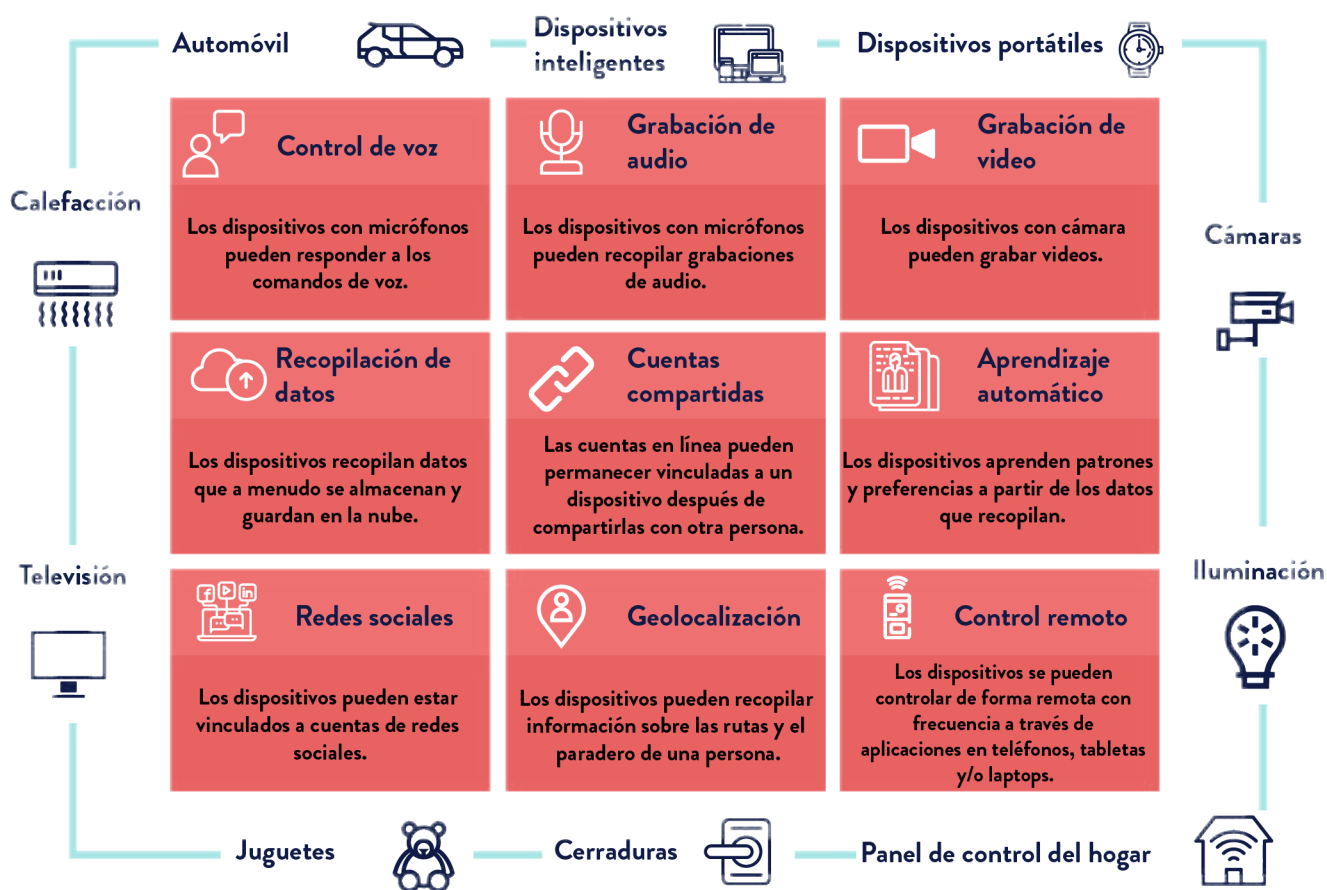 Automóvil
Dispositivos
inteligentes
Dispositivos portátiles
Calefacción
Cámaras
Televisión
Iluminación
Juguetes
Cerraduras
Panel de control del hogar
Control de voz
Los dispositivos con micrófonos
pueden responder a los
comandos de voz.
Grabación de
audio
Los dispositivos con micrófonos
pueden recopilar grabaciones
de audio.
Grabación de
video
Los dispositivos con cámara
pueden grabar videos.
Recopilación de
datos
Los dispositivos recopilan datos
que a menudo se almacenan y
guardan en la nube.
Cuentas
compartidas
Las cuentas en línea pueden
permanecer vinculadas a un
dispositivo después de
compartirlas con otra persona.
Aprendizaje
automático
Los dispositivos aprenden patrones
y preferencias a partir de los datos
que recopilan.
f in
Redes sociales
Los dispositivos pueden estar
vinculados a cuentas de redes
sociales.
Geolocalización
Los dispositivos pueden recopilar
información sobre las rutas y el
paradero de una persona.
Control remoto
Los dispositivos se pueden
controlar de forma remota con
frecuencia a través de
aplicaciones en teléfonos, tabletas
y/o laptops.